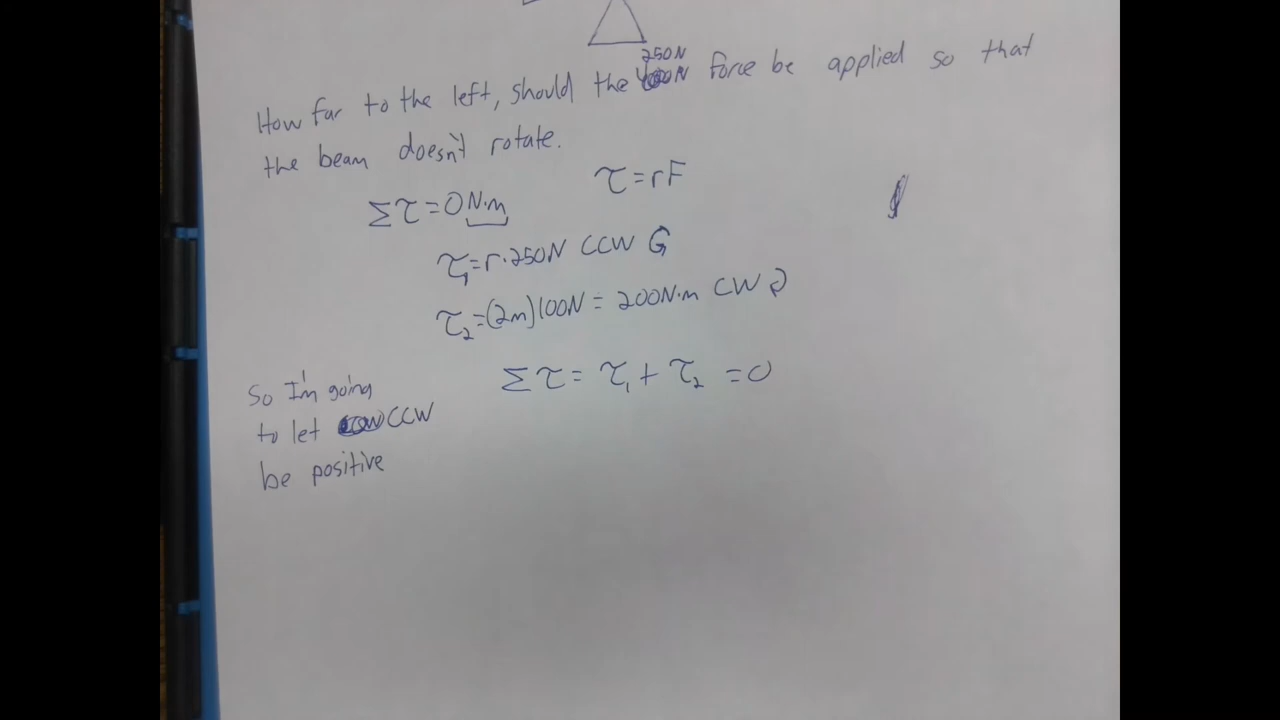 250N
How far to the left, should the force be applied so that
the beam doesn't rotate.
Στ=0N·m
τ=rF
τ₁=r·250N CCW
τ₂=(2m)100N = 200N·m CW
Στ= τ₁+ τ₂ =0
So I'm going
to let CCW
be positive